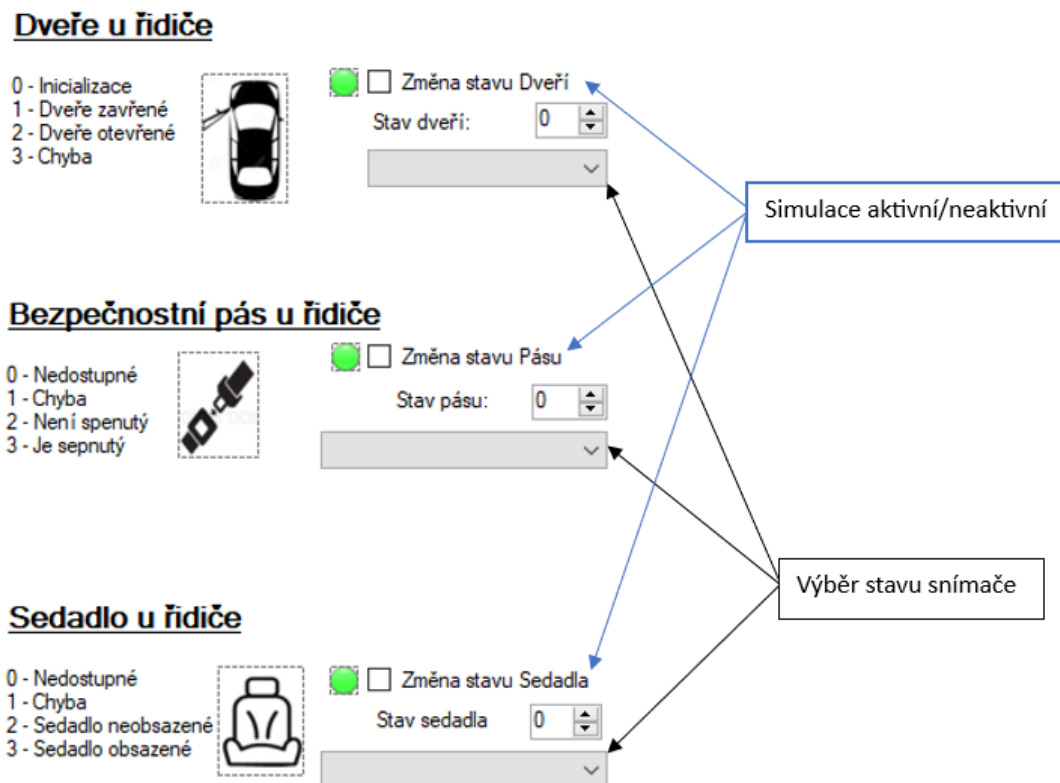 Dveře u řidiče
0 - Inicializace
1 - Dveře zavřené
2 - Dveře otevřené
3 - Chyba
Změna stavu Dveří
Stav dveří:
0
Simulace aktivní/neaktivní
Bezpečnostní pás u řidiče
0 - Nedostupné
1 - Chyba
2 - Není spenutý
3 - Je sepnutý
Změna stavu Pásu
Stav pásu:
0
Výběr stavu snímače
Sedadlo u řidiče
0 - Nedostupné
1 - Chyba
2 - Sedadlo neobsazené
3 - Sedadlo obsazené
Změna stavu Sedadla
Stav sedadla
0